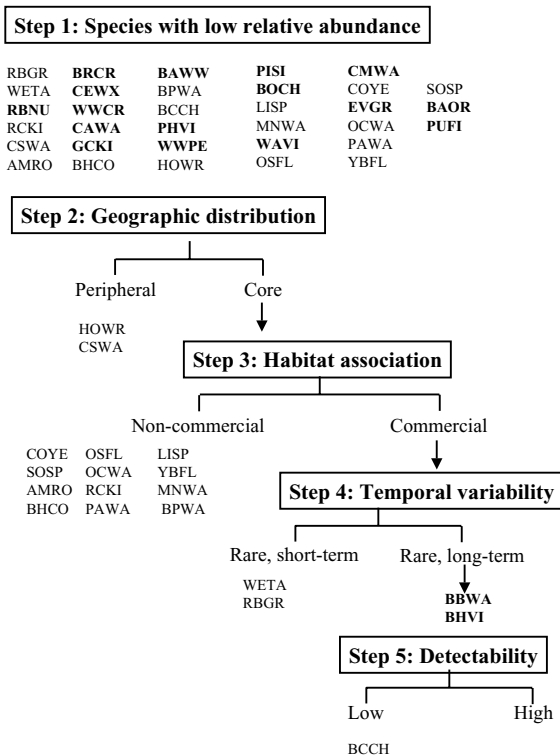 Step 1: Species with low relative abundance
RBGR BRCR BAWW PISI CMWA
WETA CEWX BPWA BOCH COYE SOSP
RBNU WWCR BCCH LISP EVGR BAOR
RCKI CAWA PHVI MNWA OCWA PUFI
CSWA GCKI WWPE WAVI PAWA
AMRO BHCO HOWR OSFL YBFL
Step 2: Geographic distribution
Peripheral Core
HOWR
CSWA
Step 3: Habitat association
Non-commercial Commercial
COYE OSFL LISP
SOSP OCWA YBFL
AMRO RCKI MNWA
BHCO PAWA BPWA
Step 4: Temporal variability
Rare, short-term Rare, long-term
WETA
RBGR
BBWA
BHVI
Step 5: Detectability
Low High
BCCH